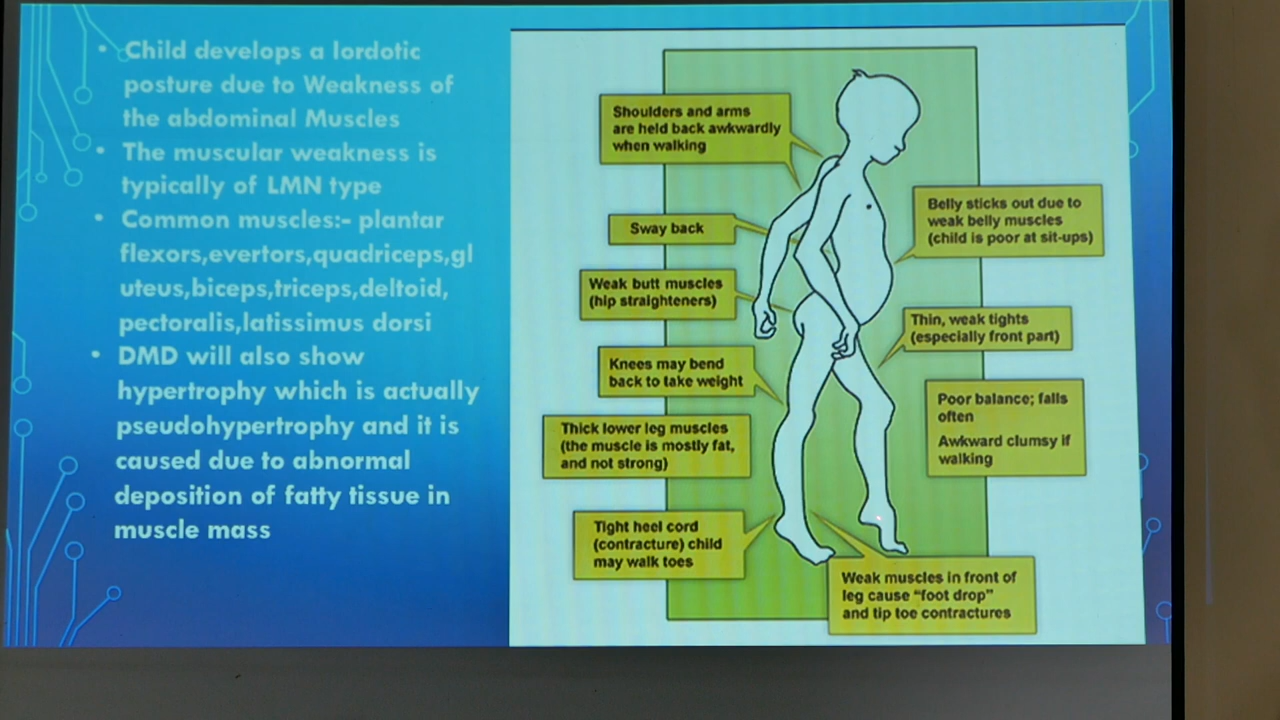 • Child develops a lordotic
posture due to Weakness of
the abdominal Muscles
• The muscular weakness is
typically of LMN type
• Common muscles:- plantar
flexors,evertors,quadriceps,gl
uteus,biceps,triceps,deltoid,
pectoralis,latissimus dorsi
• DMD will also show
hypertrophy which is actually
pseudohypertrophy and it is
caused due to abnormal
deposition of fatty tissue in
muscle mass
Shoulders and arms
are held back awkwardly
when walking
Sway back
Weak butt muscles
(hip straighteners)
Knees may bend
back to take weight
Thick lower leg muscles
(the muscle is mostly fat,
and not strong)
Tight heel cord
(contracture) child
may walk toes
Belly sticks out due to
weak belly muscles
(child is poor at sit-ups)
Thin, weak tights
(especially front part)
Poor balance; falls
often
Awkward clumsy if
walking
Weak muscles in front of
leg cause “foot drop”
and tip toe contractures